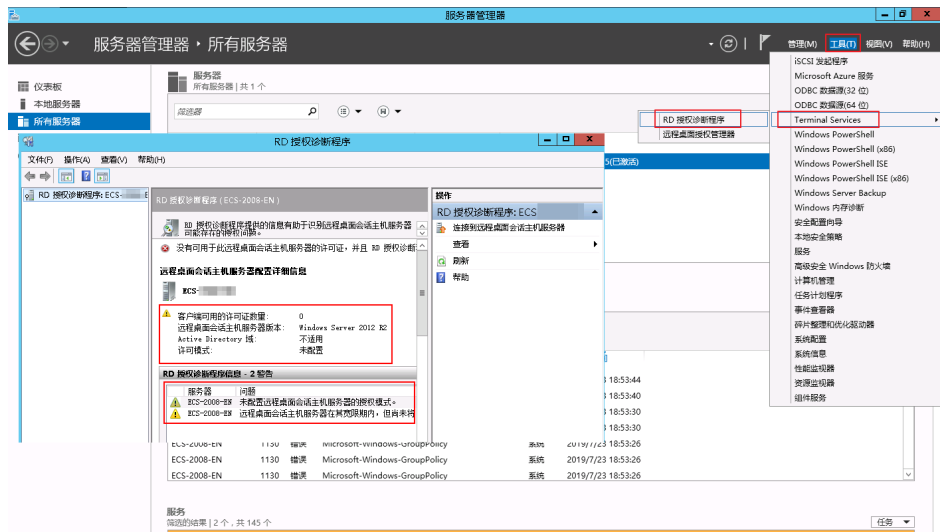 服务器管理器
服务器管理器 · 所有服务器
管理(M) 工具(T) 视图(V) 帮助(H)
仪表板
本地服务器
所有服务器
服务器
所有服务器 | 共 1 个
筛选器
iSCSI 发起程序
Microsoft Azure 服务
ODBC 数据源(32 位)
ODBC 数据源(64 位)
Terminal Services
Windows PowerShell
Windows PowerShell (x86)
Windows PowerShell ISE
Windows PowerShell ISE (x86)
Windows Server Backup
Windows 内存诊断
安全配置向导
本地安全策略
服务
高级安全 Windows 防火墙
计算机管理
任务计划程序
事件查看器
碎片整理和优化驱动器
系统配置
系统信息
性能监视器
资源监视器
组件服务
RD 授权诊断程序
远程桌面授权管理器
5(已激活)
RD 授权诊断程序
文件(F) 操作(A) 查看(V) 帮助(H)
RD 授权诊断程序: ECS-
RD 授权诊断程序 ( ECS-2008-EN )
RD 授权诊断程序提供的信息有助于识别远程桌面会话主机服务器
可能存在的授权问题。
没有可用于此远程桌面会话主机服务器的许可证，并且 RD 授权诊断
远程桌面会话主机服务器配置详细信息
ECS-
客户端可用的许可证数量: 0
远程桌面会话主机服务器版本: Windows Server 2012 R2
Active Directory 域: 不适用
许可模式: 未配置
RD 授权诊断程序信息 - 2 警告
服务器 问题
ECS-2008-EN 未配置远程桌面会话主机服务器的授权模式。
ECS-2008-EN 远程桌面会话主机服务器在其宽限期内，但尚未将
操作
RD 授权诊断程序: ECS
连接到远程桌面会话主机服务器
查看
刷新
帮助
18:53:44
18:53:40
18:53:30
18:53:30
ECS-2008-EN 1130 错误 Microsoft-Windows-GroupPolicy 系统 2019/7/23 18:53:26
ECS-2008-EN 1130 错误 Microsoft-Windows-GroupPolicy 系统 2019/7/23 18:53:26
ECS-2008-EN 1130 错误 Microsoft-Windows-GroupPolicy 系统 2019/7/23 18:53:26
服务
筛选的结果 | 2 个，共 145 个
任务